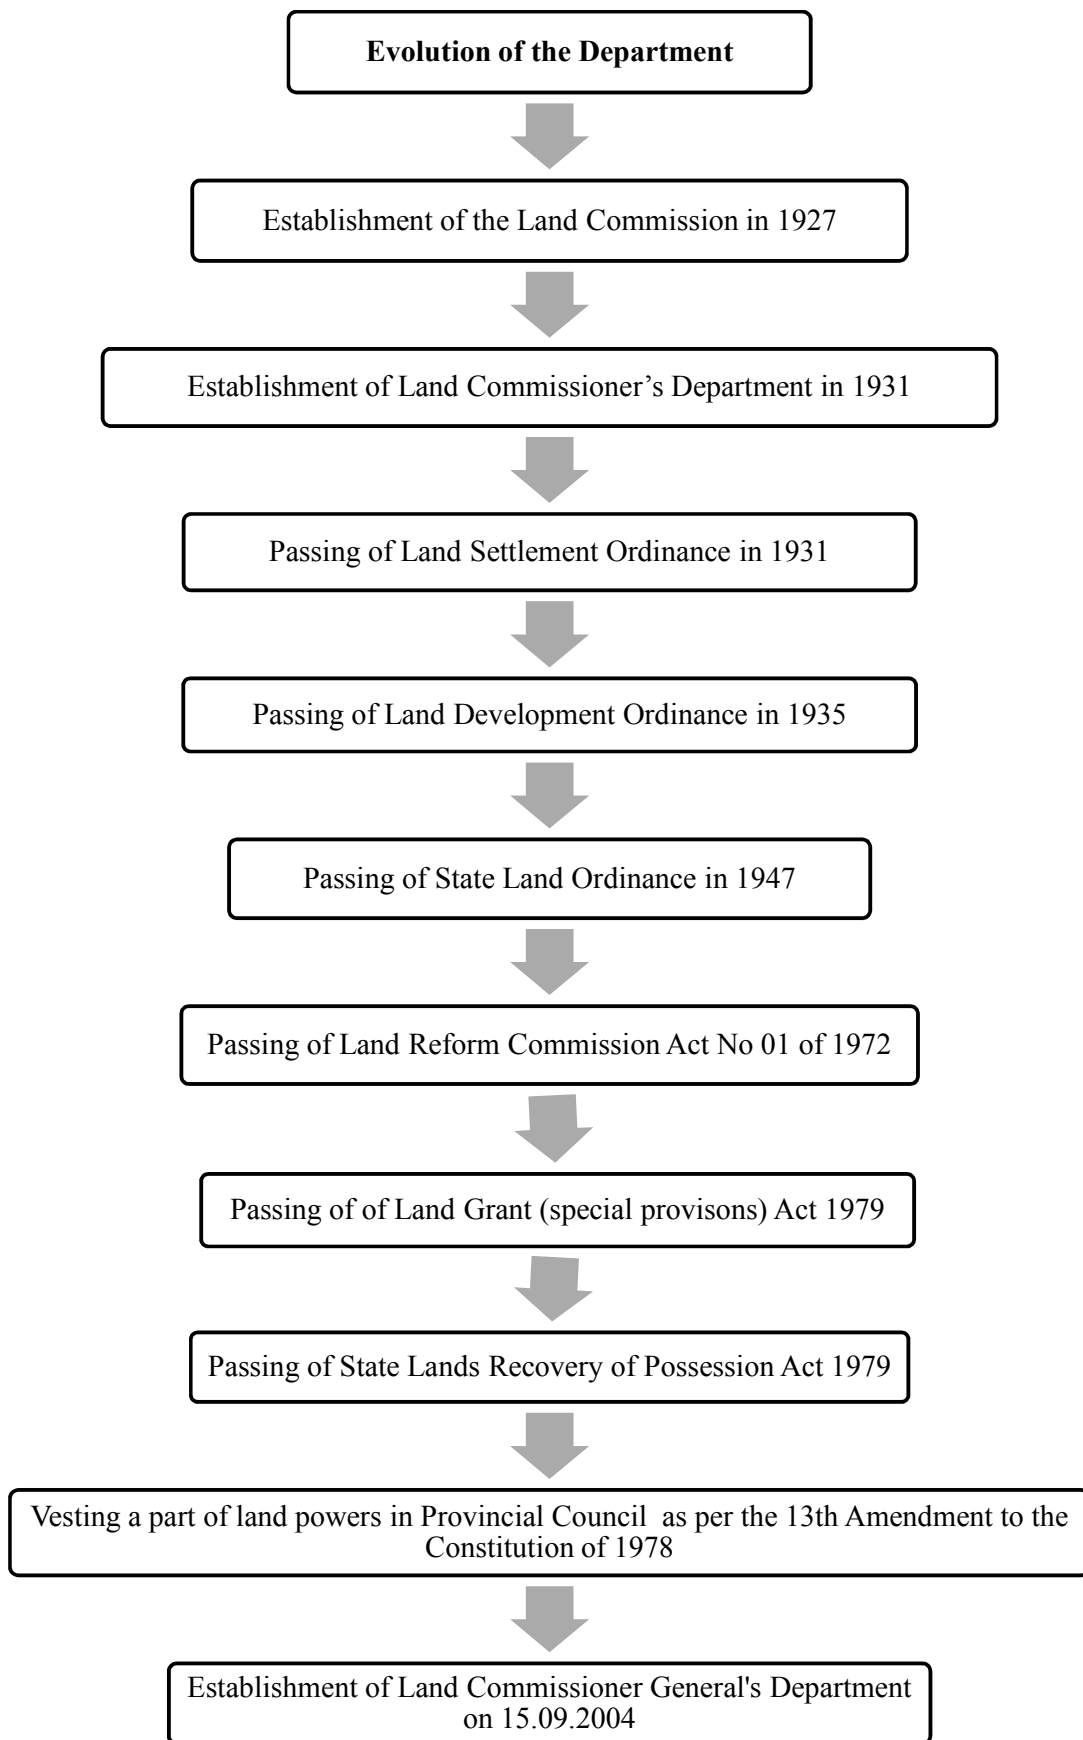 Evolution of the Department
Establishment of the Land Commission in 1927
Establishment of Land Commissioner’s Department in 1931
Passing of Land Settlement Ordinance in 1931
Passing of Land Development Ordinance in 1935
Passing of State Land Ordinance in 1947
Passing of Land Reform Commission Act No 01 of 1972
Passing of of Land Grant (special provisons) Act 1979
Passing of State Lands Recovery of Possession Act 1979
Vesting a part of land powers in Provincial Council  as per the 13th Amendment to the
Constitution of 1978
Establishment of Land Commissioner General's Department
on 15.09.2004